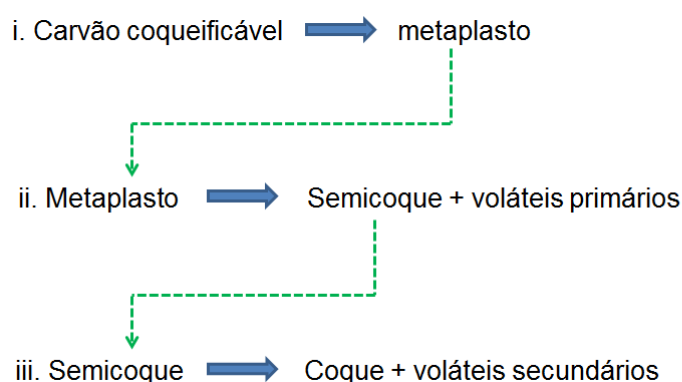 i. Carvão coqueificável metaplasto
ii. Metaplasto Semicoque + voláteis primários
iii. Semicoque Coque + voláteis secundários